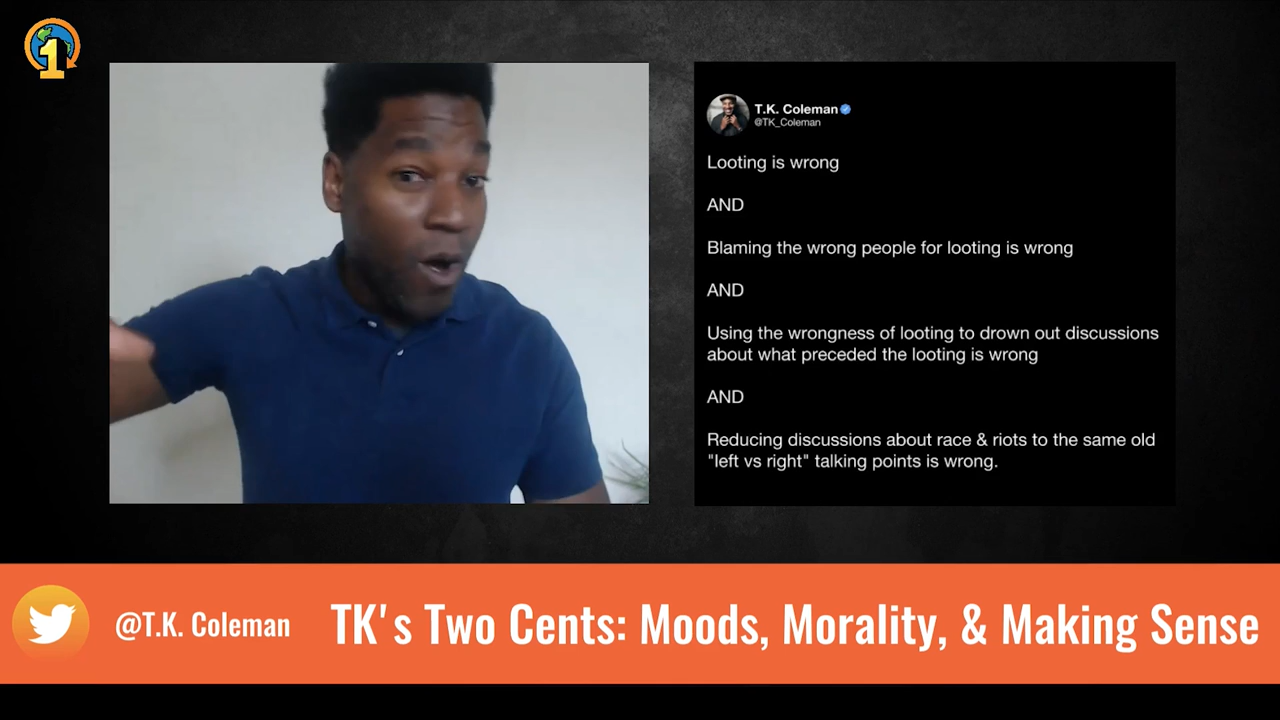 1
T.K. Coleman
@TK_Coleman
Looting is wrong
AND
Blaming the wrong people for looting is wrong
AND
Using the wrongness of looting to drown out discussions
about what preceded the looting is wrong
AND
Reducing discussions about race & riots to the same old
"left vs right" talking points is wrong.
@T.K. Coleman
TK's Two Cents: Moods, Morality, & Making Sense